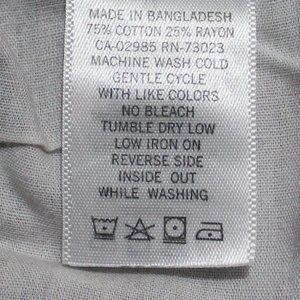 MADE IN BANGLADESH
75% COTTON 25% RAYON
CA-02985 RN-73023
MACHINE WASH COLD
GENTLE CYCLE
WITH LIKE COLORS
NO BLEACH
TUMBLE DRY LOW
LOW IRON ON
REVERSE SIDE
INSIDE OUT
WHILE WASHING